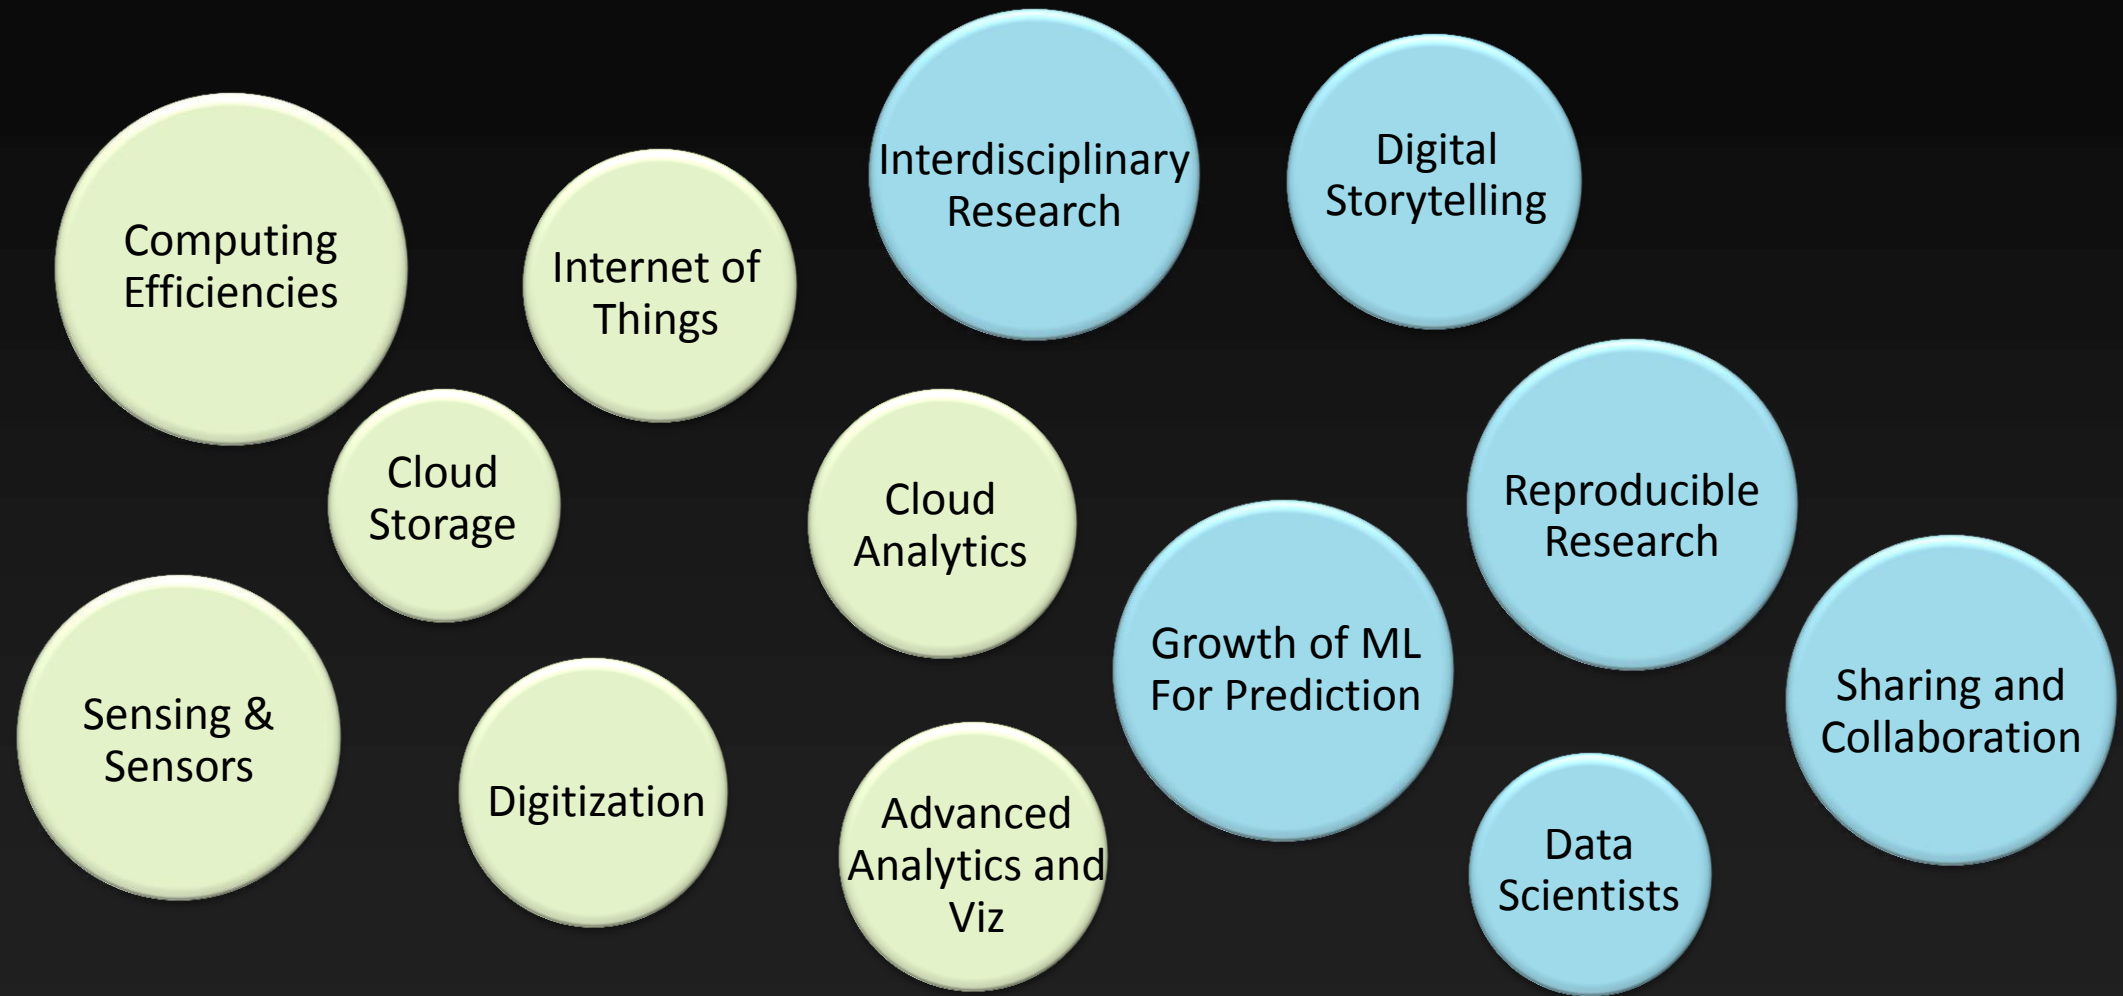 Computing
Efficiencies
Internet of
Things
Interdisciplinary
Research
Digital
Storytelling
Cloud
Storage
Cloud
Analytics
Reproducible
Research
Sensing &
Sensors
Digitization
Advanced
Analytics and
Viz
Growth of ML
For Prediction
Sharing and
Collaboration
Data
Scientists